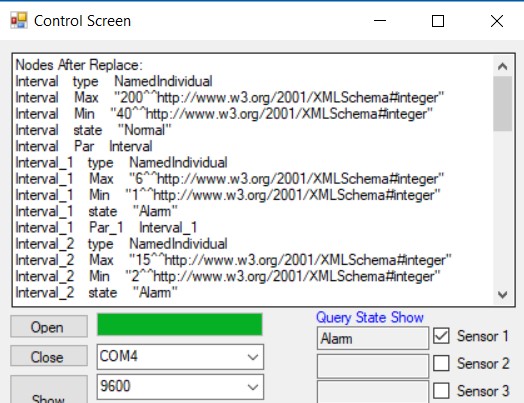 Control Screen
Nodes After Replace:
Interval type NamedIndividual
Interval Max "200^^http://www.w3.org/2001/XMLSchema#integer"
Interval Min "40^^http://www.w3.org/2001/XMLSchema#integer"
Interval state "Normal"
Interval Par Interval
Interval_1 type NamedIndividual
Interval_1 Max "6^^http://www.w3.org/2001/XMLSchema#integer"
Interval_1 Min "1^^http://www.w3.org/2001/XMLSchema#integer"
Interval_1 state "Alarm"
Interval_1 Par_1 Interval_1
Interval_2 type NamedIndividual
Interval_2 Max "15^^http://www.w3.org/2001/XMLSchema#integer"
Interval_2 Min "2^^http://www.w3.org/2001/XMLSchema#integer"
Interval_2 state "Alarm"
Query State Show
Open
Alarm Sensor 1
Close COM4 Sensor 2
Show 9600 Sensor 3